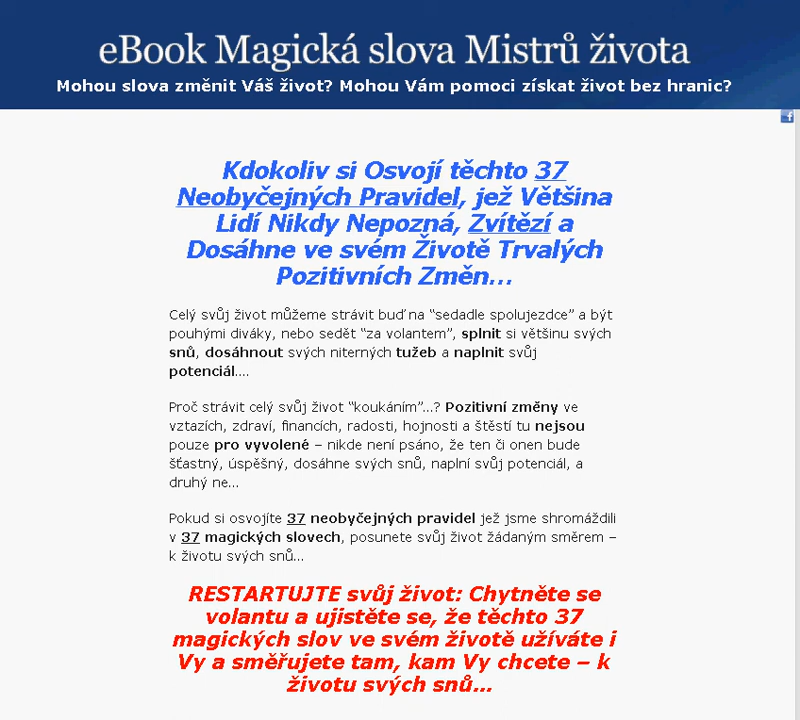 eBook Magická slova Mistrů života
Mohou slova změnit Váš život? Mohou Vám pomoci získat život bez hranic?
f
Kdokoliv si Osvojí těchto 37
Neobyčejných Pravidel, jež Většina
Lidí Nikdy Nepozná, Zvítězí a
Dosáhne ve svém Životě Trvalých
Pozitivních Změn...
Celý svůj život můžeme strávit buď na “sedadle spolujezdce” a být
pouhými diváky, nebo sedět “za volantem”, splnit si většinu svých
snů, dosáhnout svých niterných tužeb a naplnit svůj
potenciál....
Proč strávit celý svůj život “koukáním”...? Pozitivní změny ve
vztazích, zdraví, financích, radosti, hojnosti a štěstí tu nejsou
pouze pro vyvolené – nikde není psáno, že ten či onen bude
šťastný, úspěšný, dosáhne svých snů, naplní svůj potenciál, a
druhý ne...
Pokud si osvojíte 37 neobyčejných pravidel jež jsme shromáždili
v 37 magických slovech, posunete svůj život žádaným směrem –
k životu svých snů...
RESTARTUJTE svůj život: Chytněte se
volantu a ujistěte se, že těchto 37
magických slov ve svém životě užíváte i
Vy a směřujete tam, kam Vy chcete – k
životu svých snů...